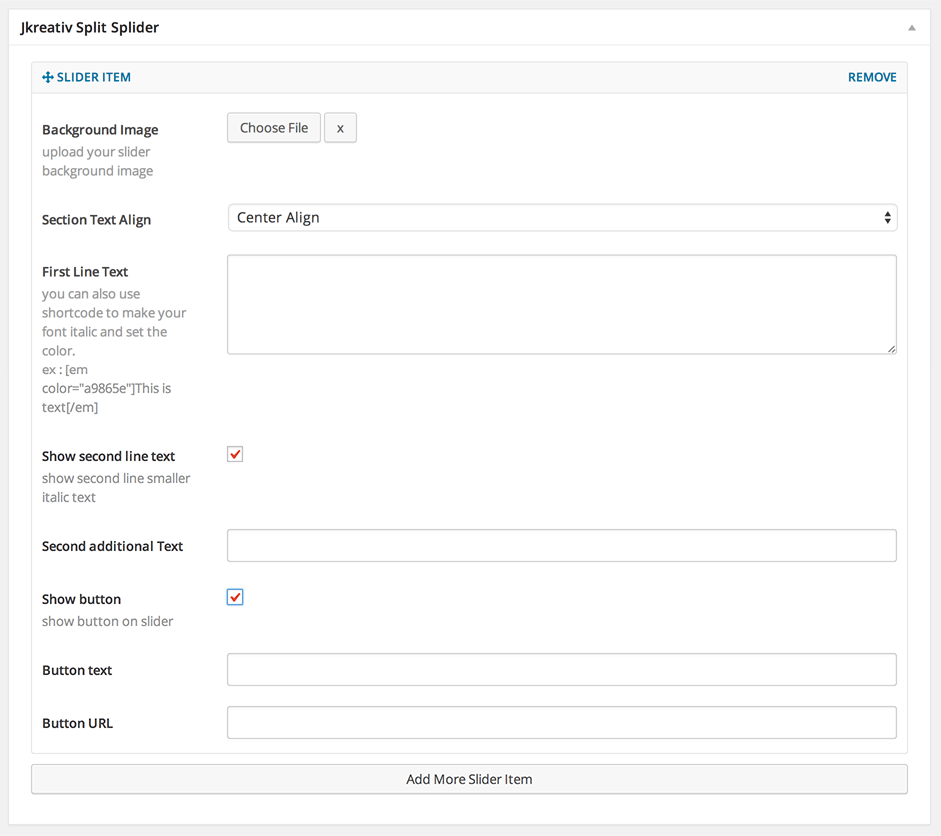 Jkreativ Split Splider
SLIDER ITEM
REMOVE
Background Image
upload your slider
background image
Choose File
x
Section Text Align
Center Align
First Line Text
you can also use
shortcode to make your
font italic and set the
color.
ex : [em
color="a9865e"]This is
text[/em]
Show second line text
show second line smaller
italic text
Second additional Text
Show button
show button on slider
Button text
Button URL
Add More Slider Item